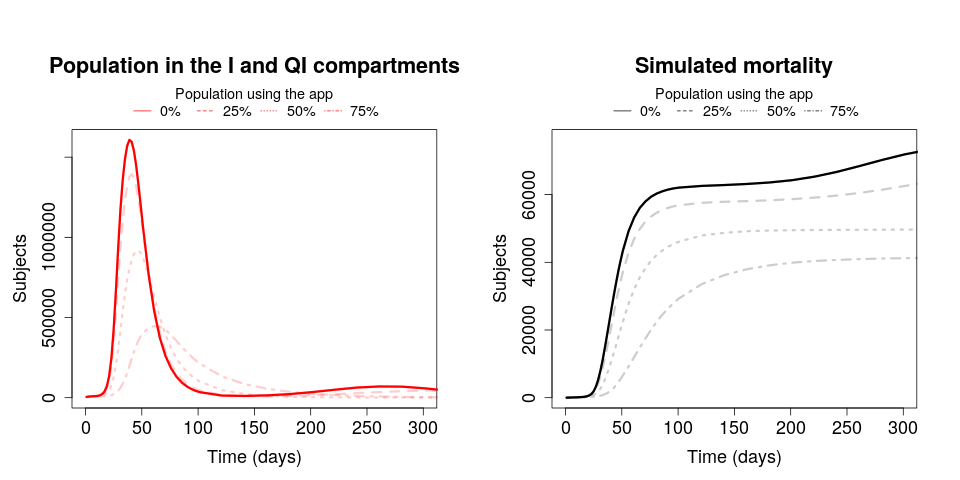 Population in the I and QI compartments
Population using the app
0% 25% 50% 75%
Subjects
0 500000 1000000
0 50 100 150 200 250 300
Time (days)
Simulated mortality
Population using the app
0% 25% 50% 75%
Subjects
0 20000 40000 60000
0 50 100 150 200 250 300
Time (days)